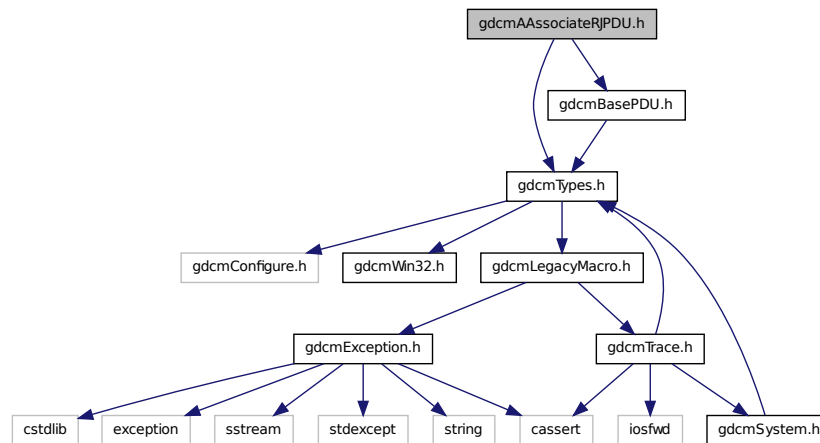 gdcmAAssociateRJPDU.h
gdcmBasePDU.h
gdcmTypes.h
gdcmConfigure.h
gdcmWin32.h
gdcmLegacyMacro.h
gdcmException.h
gdcmTrace.h
cstdlib
exception
sstream
stdexcept
string
cassert
iosfwd
gdcmSystem.h